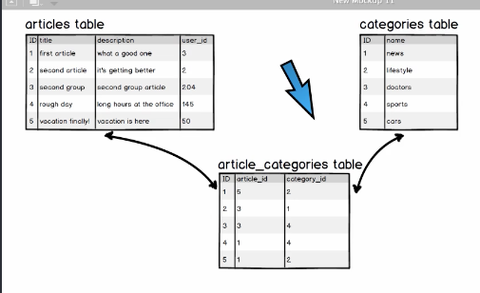 New Mockup 11
articles table
ID title description user_id
1 first article what a good one 3
2 second article it's getting better 2
3 second group second group article 204
4 rough day long hours at the office 145
5 vacation finally! vacation is here 50
categories table
ID name
1 news
2 lifestyle
3 doctors
4 sports
5 cars
article_categories table
ID article_id category_id
1 5 2
2 3 1
3 3 4
4 1 4
5 1 2